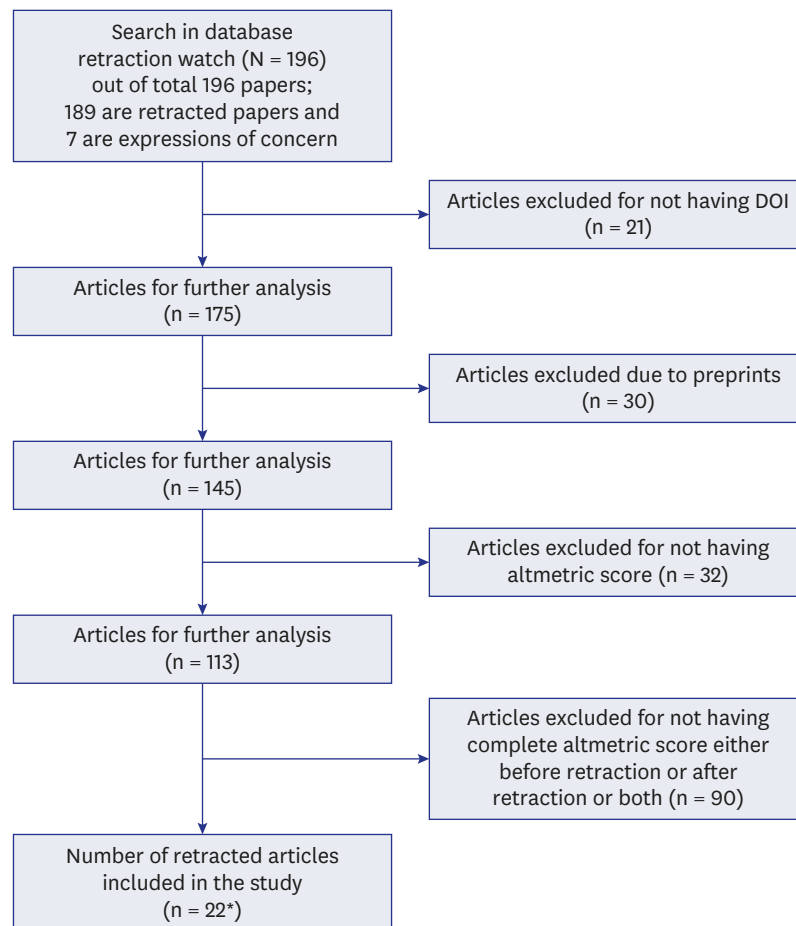 Search in database
retraction watch (N = 196)
out of total 196 papers;
189 are retracted papers and
7 are expressions of concern
Articles excluded for not having DOI
(n = 21)
Articles for further analysis
(n = 175)
Articles excluded due to preprints
(n = 30)
Articles for further analysis
(n = 145)
Articles excluded for not having
altmetric score (n = 32)
Articles for further analysis
(n = 113)
Articles excluded for not having
complete altmetric score either
before retraction or after
retraction or both (n = 90)
Number of retracted articles
included in the study
(n = 22*)